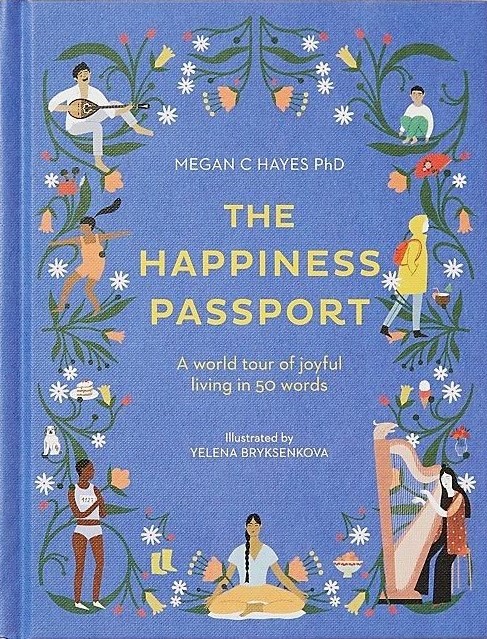 MEGAN C HAYES PhD
THE
HAPPINESS
PASSPORT
A world tour of joyful
living in 50 words
Illustrated by
YELENA BRYKSENKOVA